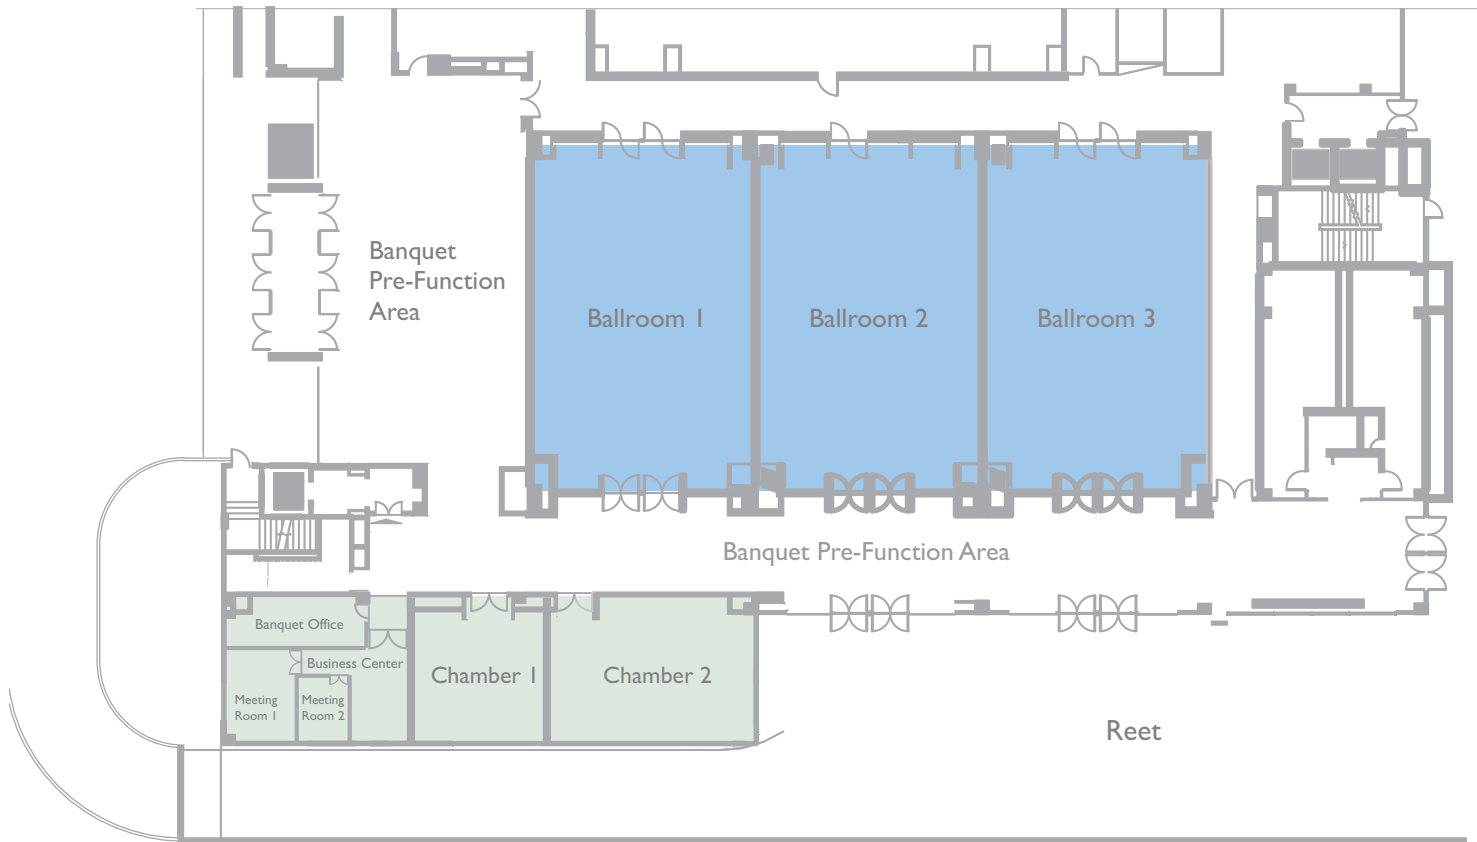 Banquet
Pre-Function
Area
Ballroom 1
Ballroom 2
Ballroom 3
Banquet Pre-Function Area
Banquet Office
Business Center
Chamber 1
Chamber 2
Meeting
Room 1
Meeting
Room 2
Reet